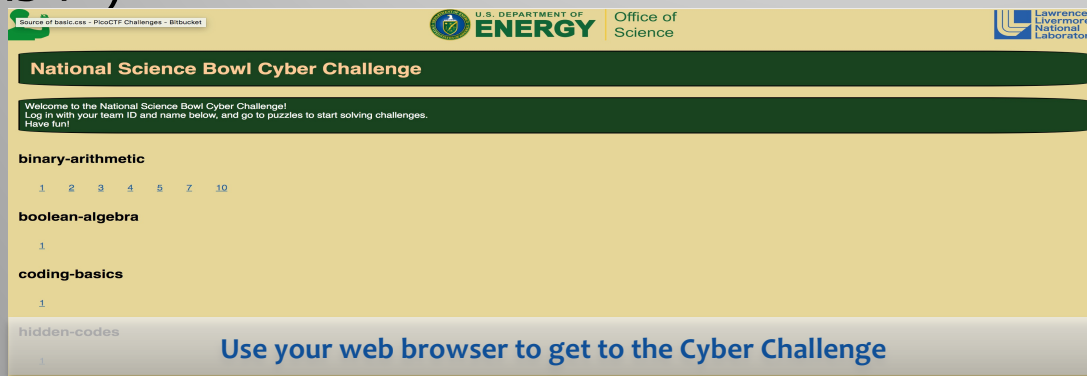 Source of basic.css - PicoCTF Challenges - Bitbucket
U.S. DEPARTMENT OF
ENERGY
Office of
Science
Lawrence
Livermore
National
Laborator
National Science Bowl Cyber Challenge
Welcome to the National Science Bowl Cyber Challenge!
Log in with your team ID and name below, and go to puzzles to start solving challenges.
Have fun!
binary-arithmetic
1 2 3 4 5 7 10
boolean-algebra
1
coding-basics
1
hidden-codes
1
Use your web browser to get to the Cyber Challenge